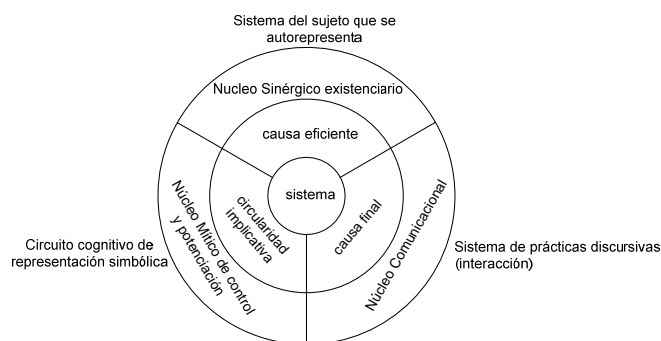 Sistema del sujeto que se
autorepresenta
Nucleo Sinérgico existenciario
causa eficiente
sistema
circularidad
implicativa
causa final
Núcleo Mítico de control
y potenciación
Núcleo Comunicacional
Circuito cognitivo de
representación simbólica
Sistema de prácticas discursivas
(interacción)